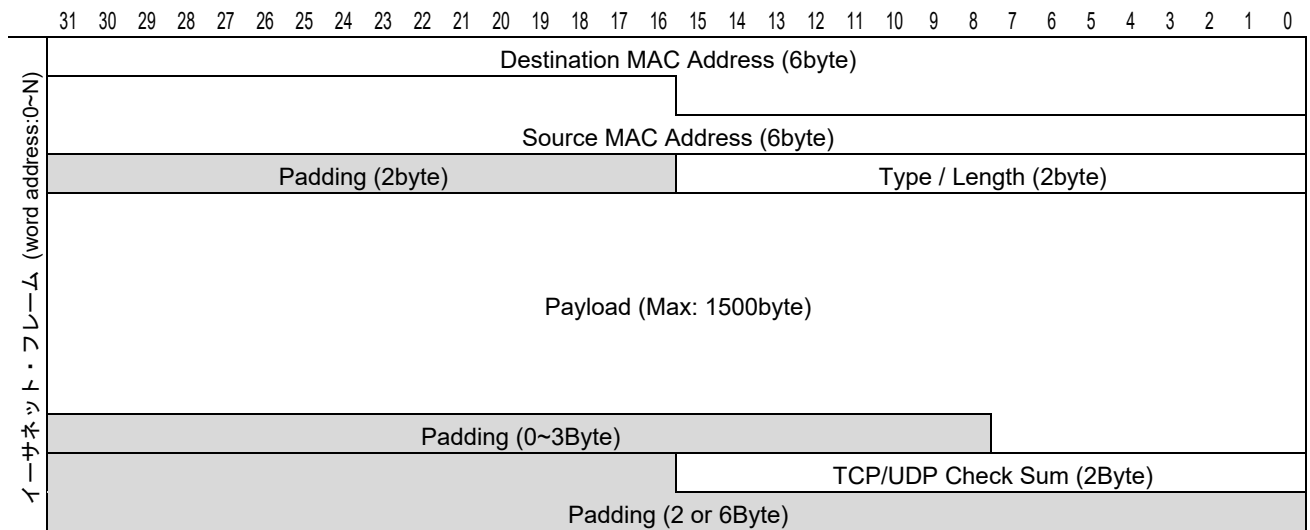 31 30 29 28 27 26 25 24 23 22 21 20 19 18 17 16 15 14 13 12 11 10 9 8 7 6 5 4 3 2 1 0
イーサネット・フレーム (word address:0~N)
Destination MAC Address (6byte)
Source MAC Address (6byte)
Padding (2byte) Type / Length (2byte)
Payload (Max: 1500byte)
Padding (0~3Byte)
TCP/UDP Check Sum (2Byte)
Padding (2 or 6Byte)